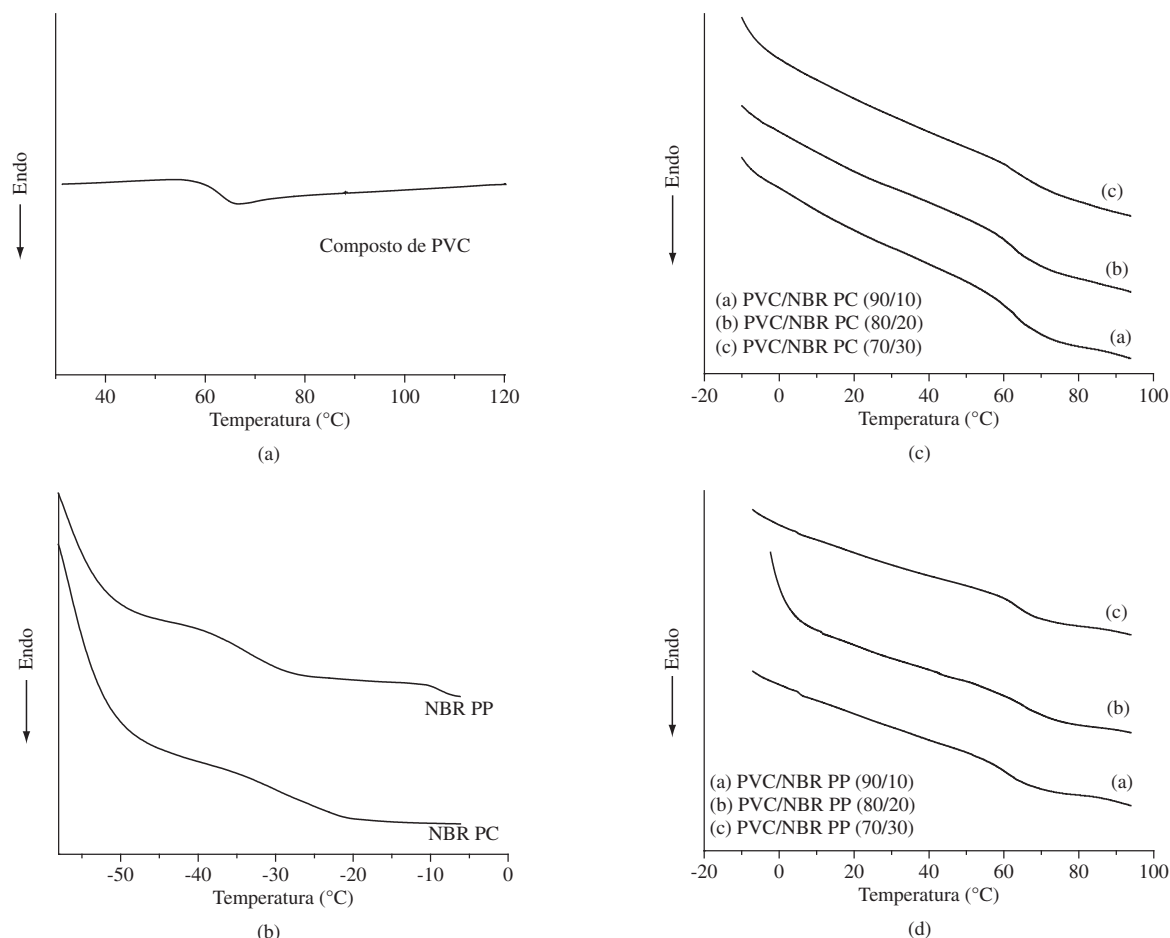 Endo
Composto de PVC
40
60
80
100
120
Temperatura (°C)
(a)
Endo
(c)
(b)
(a)
(a) PVC/NBR PC (90/10)
(b) PVC/NBR PC (80/20)
(c) PVC/NBR PC (70/30)
-20
0
20
40
60
80
100
Temperatura (°C)
(c)
Endo
NBR PP
NBR PC
-50
-40
-30
-20
-10
0
Temperatura (°C)
(b)
Endo
(c)
(b)
(a)
(a) PVC/NBR PP (90/10)
(b) PVC/NBR PP (80/20)
(c) PVC/NBR PP (70/30)
-20
0
20
40
60
80
100
Temperatura (°C)
(d)